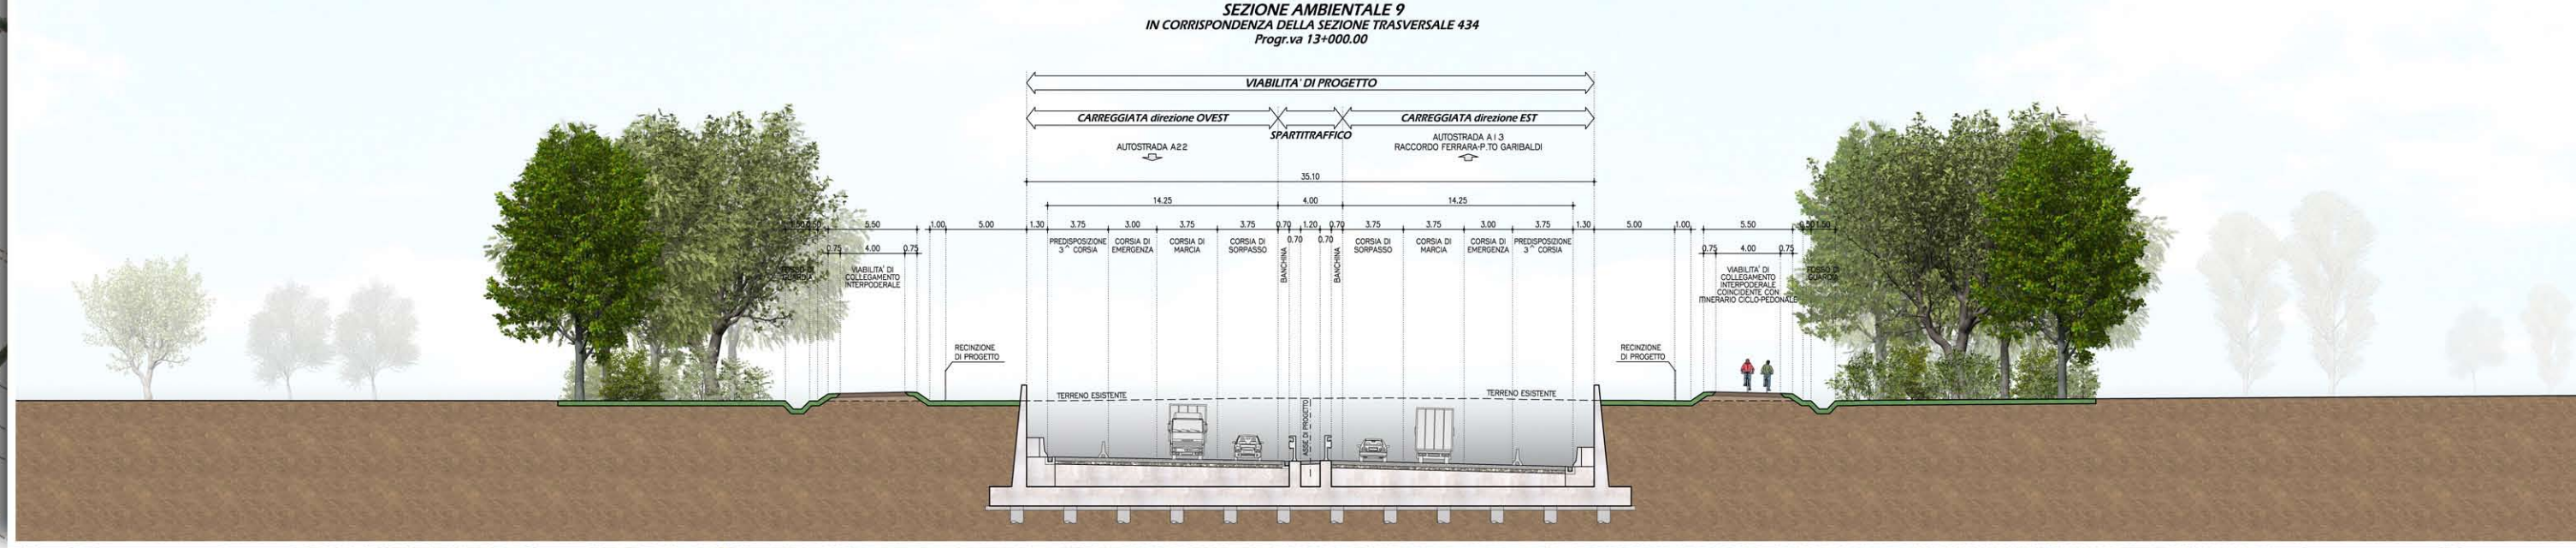 SEZIONE AMBIENTALE 9
IN CORRISPONDENZA DELLA SEZIONE TRASVERSALE 434
Progr.va 13+000.00
VIABILITA' DI PROGETTO
CARREGGIATA direzione OVEST
SPARTITRAFFICO
CARREGGIATA direzione EST
AUTOSTRADA A22
AUTOSTRADA A13
RACCORDO FERRARA-P.TO GARIBALDI
35.10
14.25 4.00 14.25
5.50 1.00 5.00 1.30 3.75 3.00 3.75 3.75 0.70 1.20 0.70 3.75 3.75 3.00 3.75 1.30 5.00 1.00 5.50
0.70 0.70
0.75 4.00 0.75
0.75 4.00 0.75
FOSSO DI
GUARDIA
VIABILITA' DI
COLLEGAMENTO
INTERPODERALE
PREDISPOSIZIONE
3^ CORSIA
CORSIA DI
EMERGENZA
CORSIA DI
MARCIA
CORSIA DI
SORPASSO
BANCHINA
BANCHINA
CORSIA DI
SORPASSO
CORSIA DI
MARCIA
CORSIA DI
EMERGENZA
PREDISPOSIZIONE
3^ CORSIA
VIABILITA' DI
COLLEGAMENTO
INTERPODERALE
COINCIDENTE CON
ITINERARIO CICLO-PEDONALE
FOSSO DI
GUARDIA
RECINZIONE
DI PROGETTO
RECINZIONE
DI PROGETTO
TERRENO ESISTENTE
TERRENO ESISTENTE
ASSE DI PROGETTO